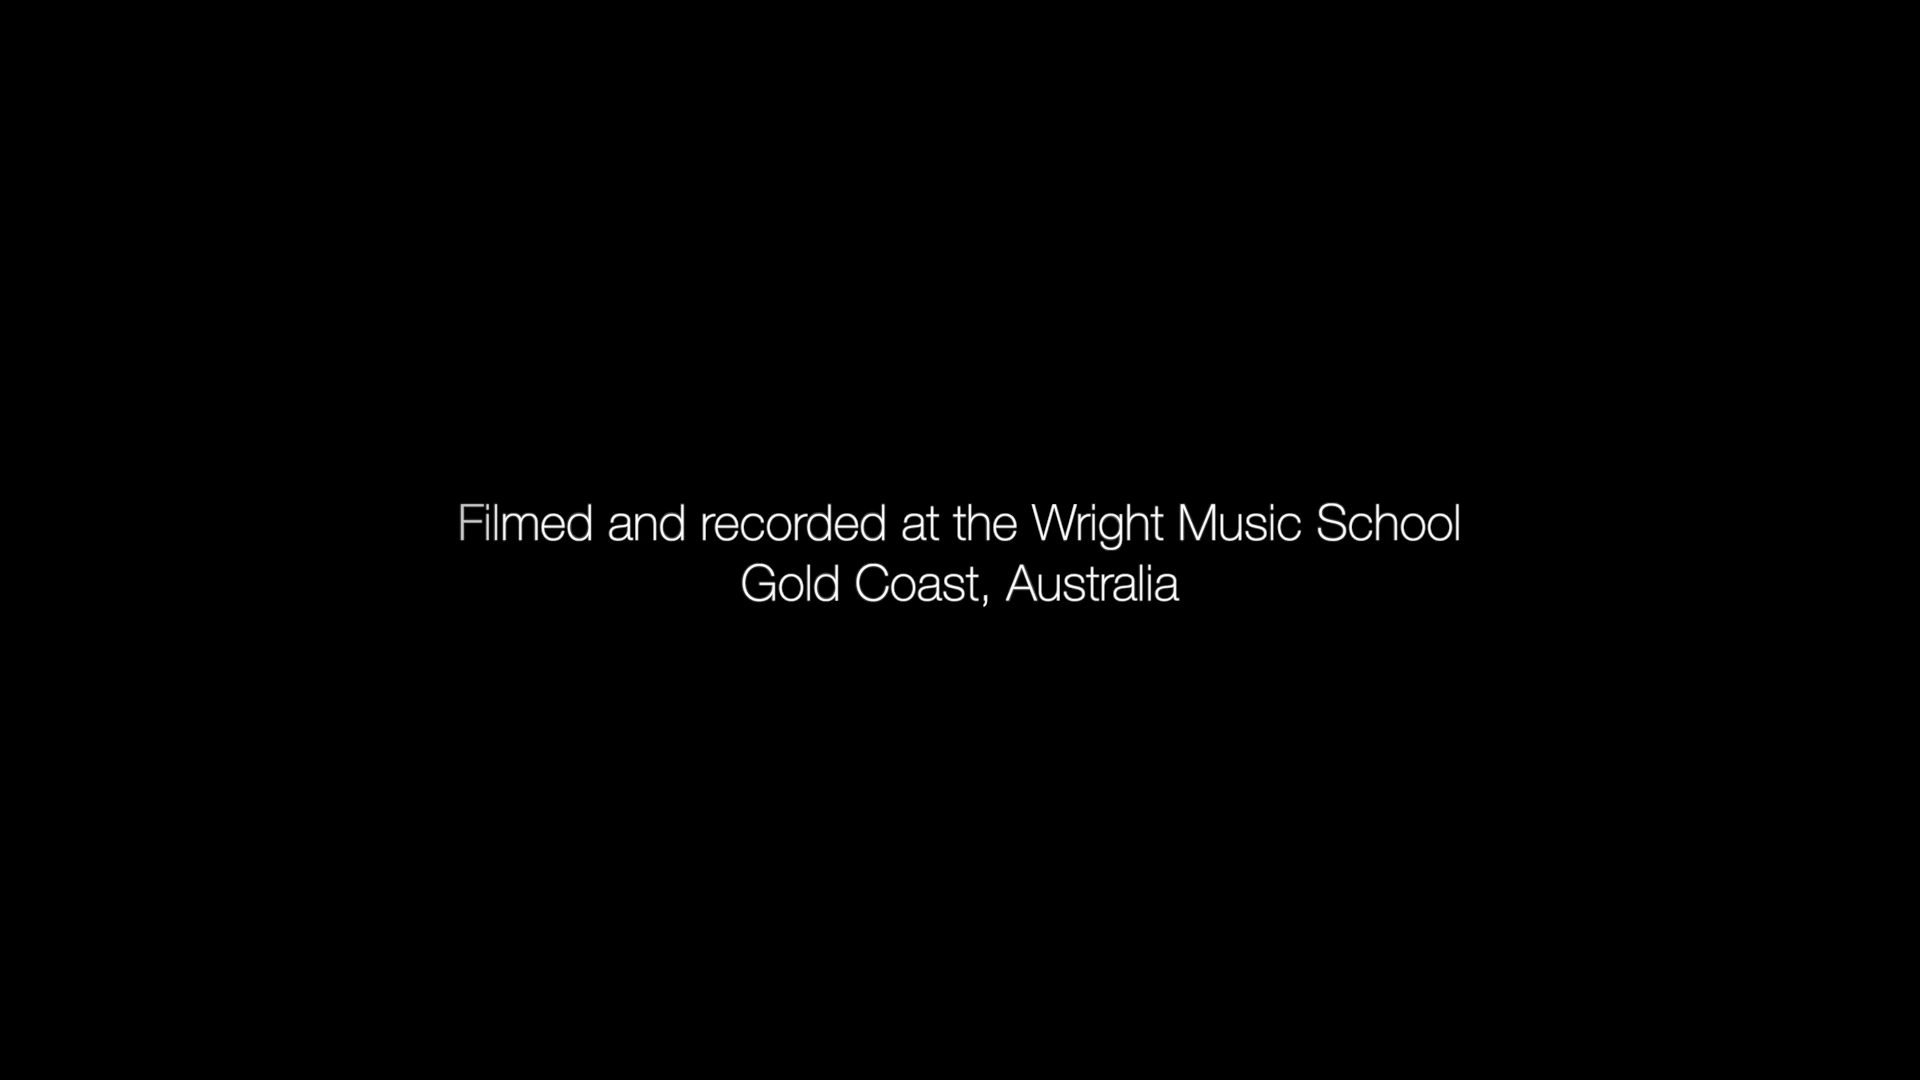 Filmed and recorded at the Wright Music School
Gold Coast, Australia